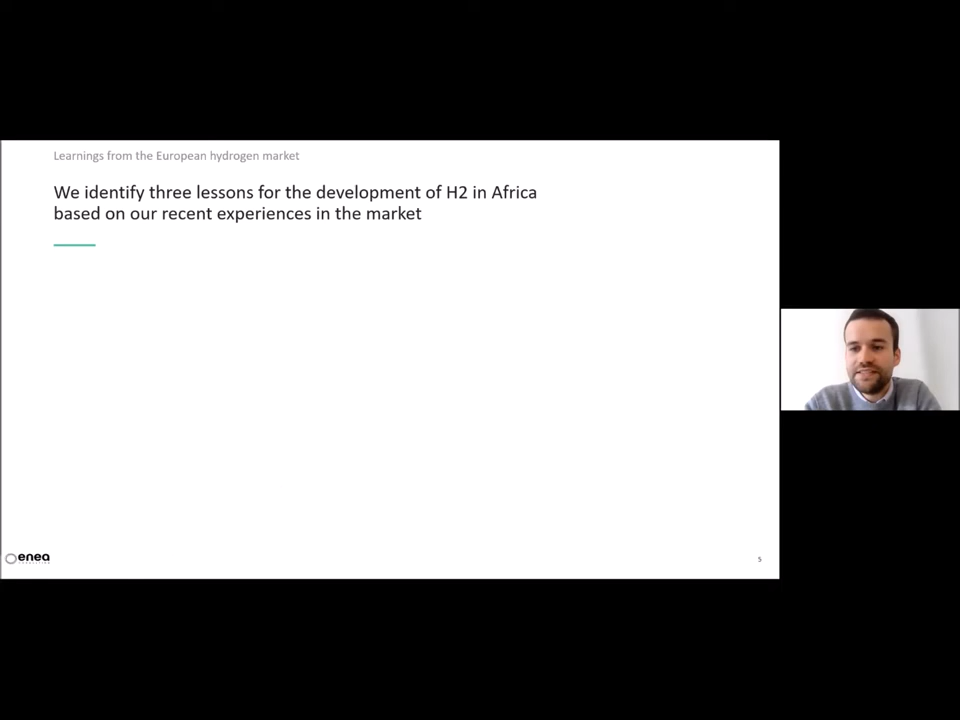 Learnings from the European hydrogen market
We identify three lessons for the development of H2 in Africa
based on our recent experiences in the market
enea
5